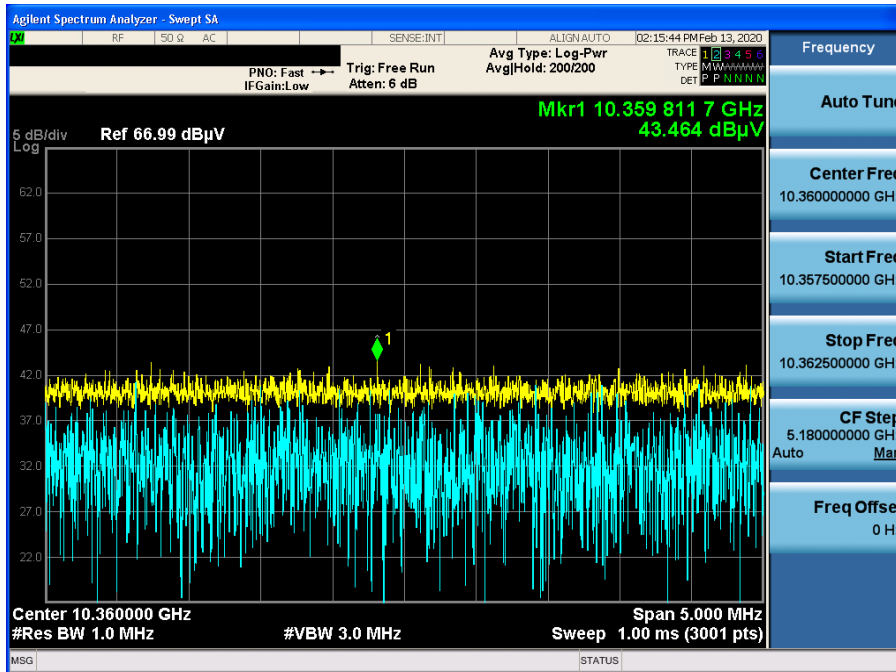 Agilent Spectrum Analyzer - Swept SA
LXI RF 50 Ω AC SENSE:INT ALIGN AUTO 02:15:44 PM Feb 13, 2020
PNO: Fast
IFGain:Low
Trig: Free Run
Atten: 6 dB
Avg Type: Log-Pwr
Avg|Hold: 200/200
TRACE 1 2 3 4 5 6
TYPE M W
DET P P N N N N
Mkr1 10.359 811 7 GHz
43.464 dBµV
5 dB/div
Log
Ref 66.99 dBµV
62.0
57.0
52.0
47.0
42.0
37.0
32.0
27.0
22.0
1
Center 10.360000 GHz
#Res BW 1.0 MHz
#VBW 3.0 MHz
Span 5.000 MHz
Sweep 1.00 ms (3001 pts)
MSG
STATUS
Frequency
Auto Tun
Center Fre
10.360000000 GH
Start Fre
10.357500000 GH
Stop Fre
10.362500000 GH
CF Step
5.180000000 GH
Auto Man
Freq Offse
0 H